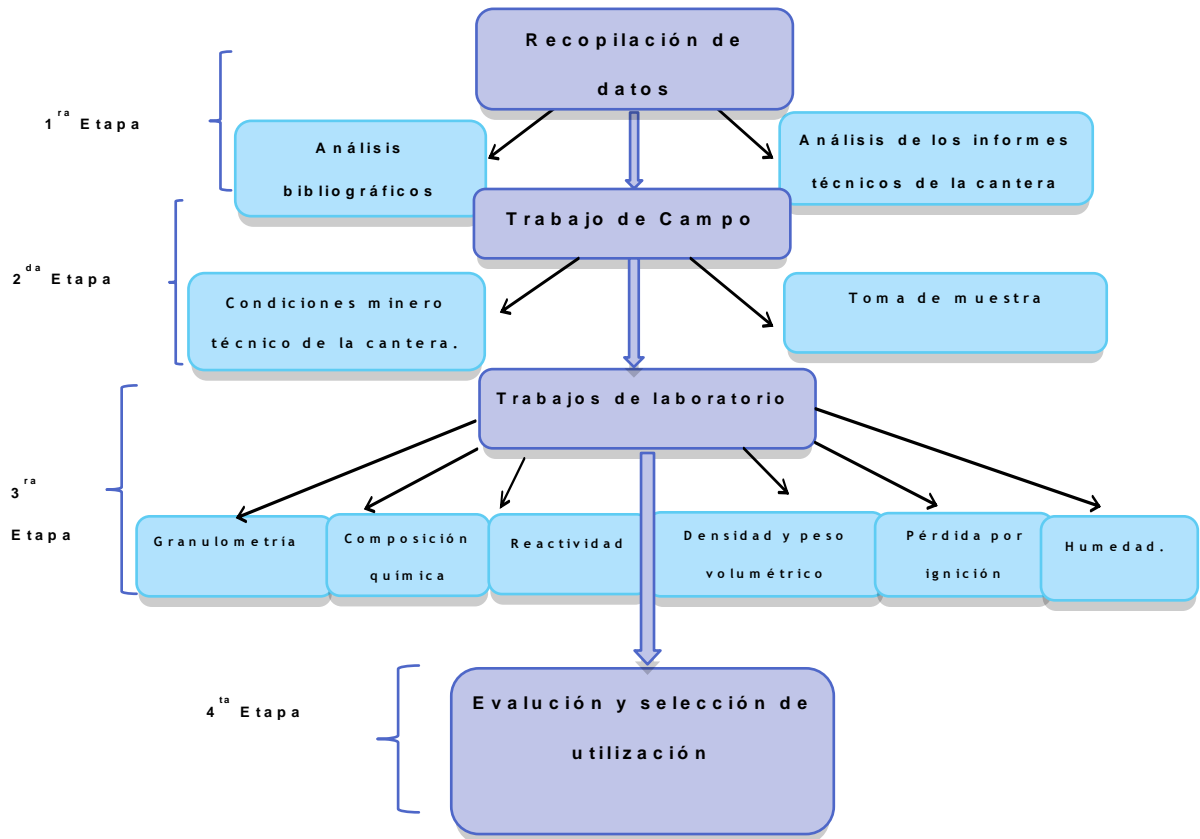 Recopilación de
datos
1ra Etapa
Análisis
bibliográficos
Análisis de los informes
técnicos de la cantera
Trabajo de Campo
2da Etapa
Condiciones minero
técnico de la cantera.
Toma de muestra
Trabajos de laboratorio
3ra
Etapa
Granulometría
Composición
química
Reactividad
Densidad y peso
volumétrico
Pérdida por
ignición
Humedad.
4ta Etapa
Evalución y selección de
utilización